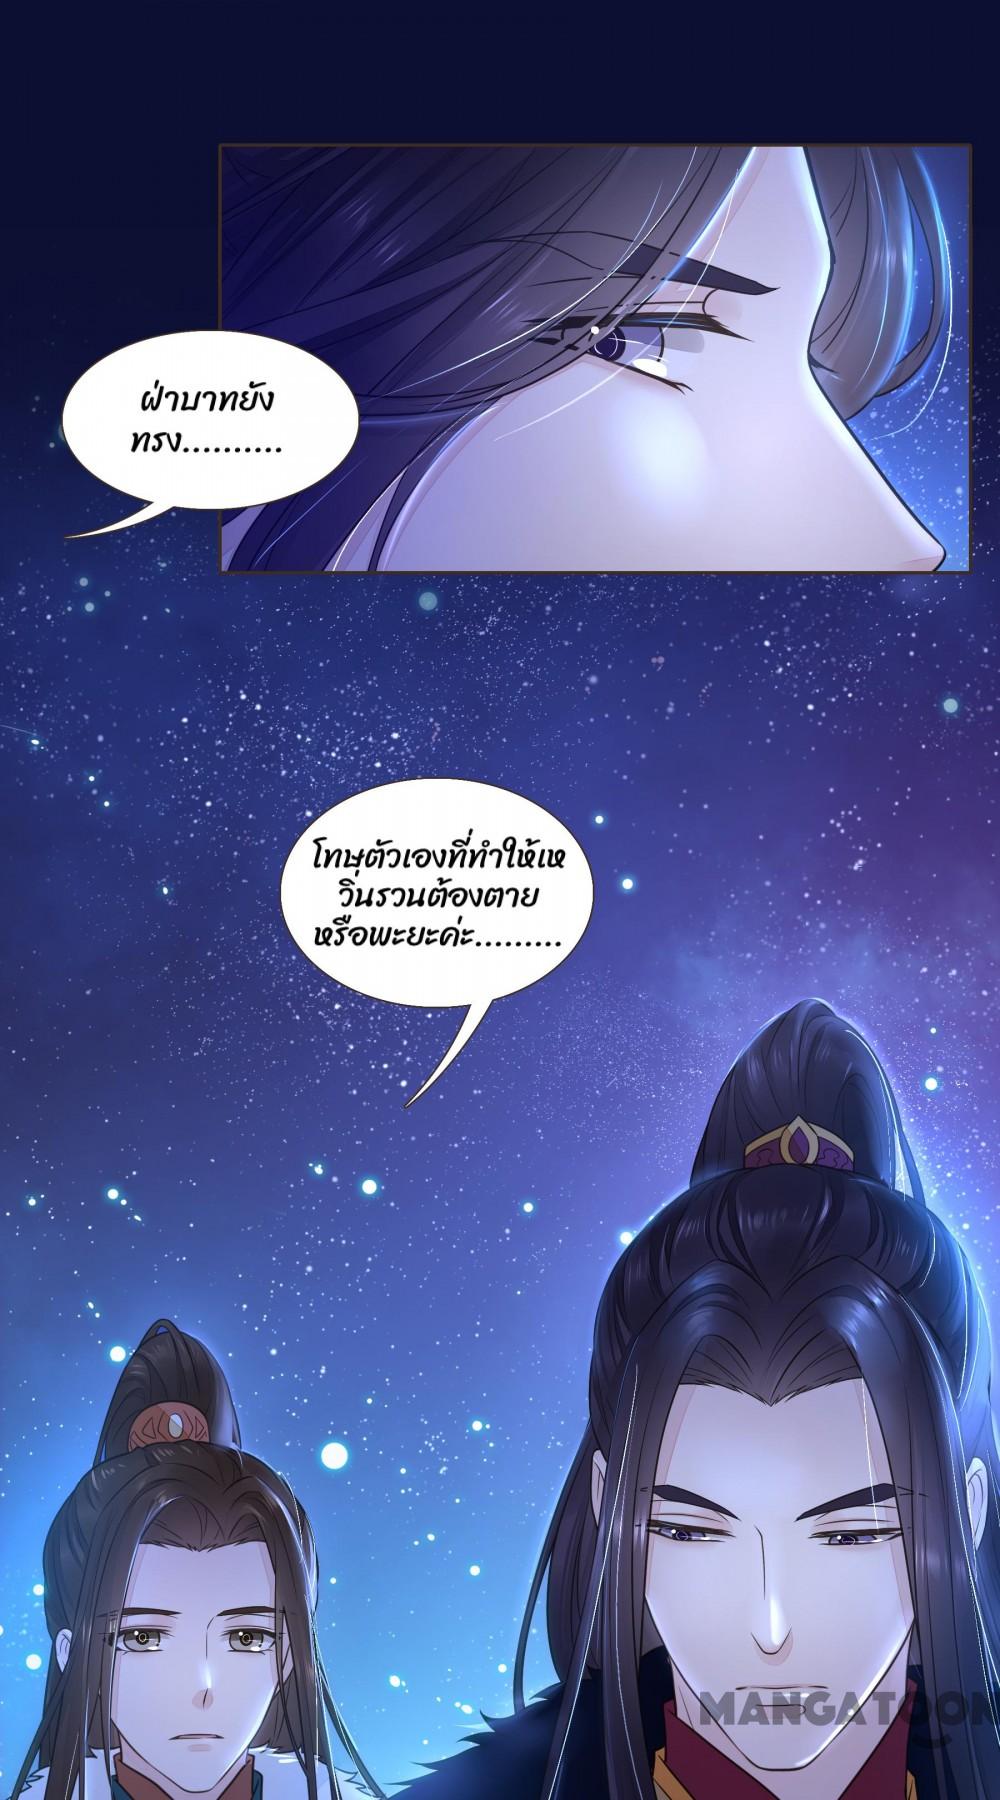 ฝ่าบาทยัง
ทรง..........
โทษตัวเองที่ทำให้เห
วิ่นรวนต้องตาย
หรือพะยะค่ะ.........
MANGATOON